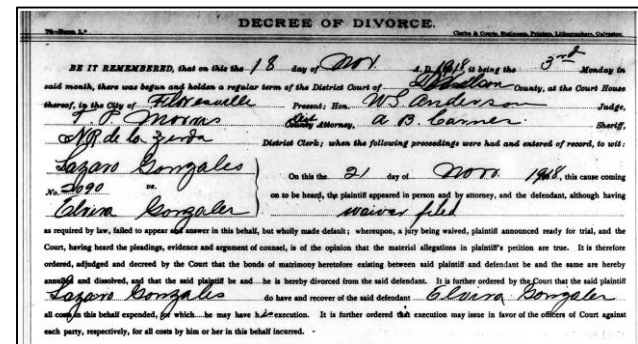 DECREE OF DIVORCE.
Clarke & Courts, Stationers, Printers, Lithographers, Galveston.
BE IT REMEMBERED, that on this the 18 day of Nov. A. D. 1918, it being the 3rd Monday in
said month, there was begun and holden a regular term of the District Court of Wilson County, at the Court House
thereof, in the City of Floresville Present; Hon. W S Anderson Judge,
Morris Dist Attorney, A B Carner Sheriff,
N R de la Zerda District Clerk; when the following proceedings were had and entered of record, to wit:
Lazaro Gonzales
No. 2090 vs.
Elvira Gonzales
On this the 21 day of Nov. 1918, this cause coming
on to be heard, the plaintiff appeared in person and by attorney, and the defendant, although having
waivar filed
as required by law, failed to appear and answer in this behalf, but wholly made default; whereupon, a jury being waived, plaintiff announced ready for trial, and the
Court, having heard the pleadings, evidence and argument of counsel, is of the opinion that the material allegations in plaintiff's petition are true. It is therefore
ordered, adjudged and decreed by the Court that the bonds of matrimony heretofore existing between said plaintiff and defendant be and the same are hereby
annulled and dissolved, and that the said plaintiff be and he is hereby divorced from the said defendant. It is further ordered by the Court that the said plaintiff
Lazaro Gonzales do have and recover of the said defendant Elvira Gonzales
all costs in this behalf expended, for which he may have his execution. It is further ordered that execution may issue in favor of the officers of Court against
each party, respectively, for all costs by him or her in this behalf incurred.